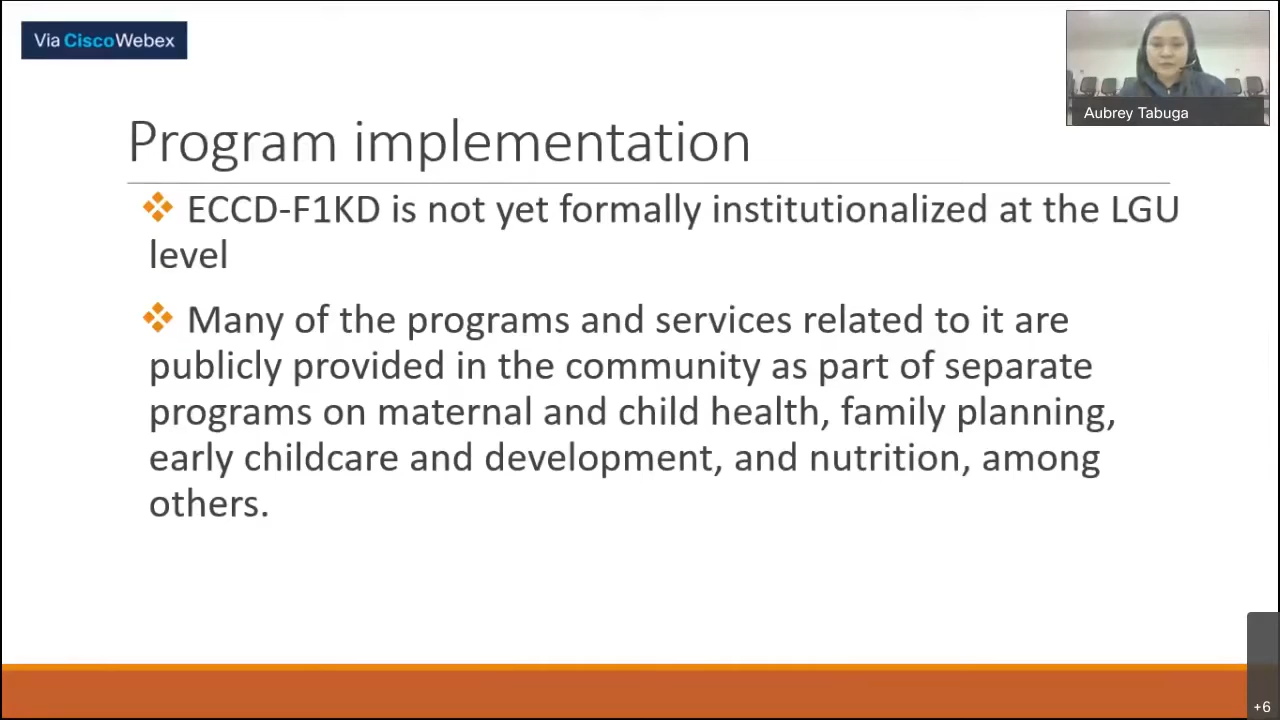 Via CiscoWebex
Aubrey Tabuga
Program implementation
❖ ECCD-F1KD is not yet formally institutionalized at the LGU
level
❖ Many of the programs and services related to it are
publicly provided in the community as part of separate
programs on maternal and child health, family planning,
early childcare and development, and nutrition, among
others.
+6